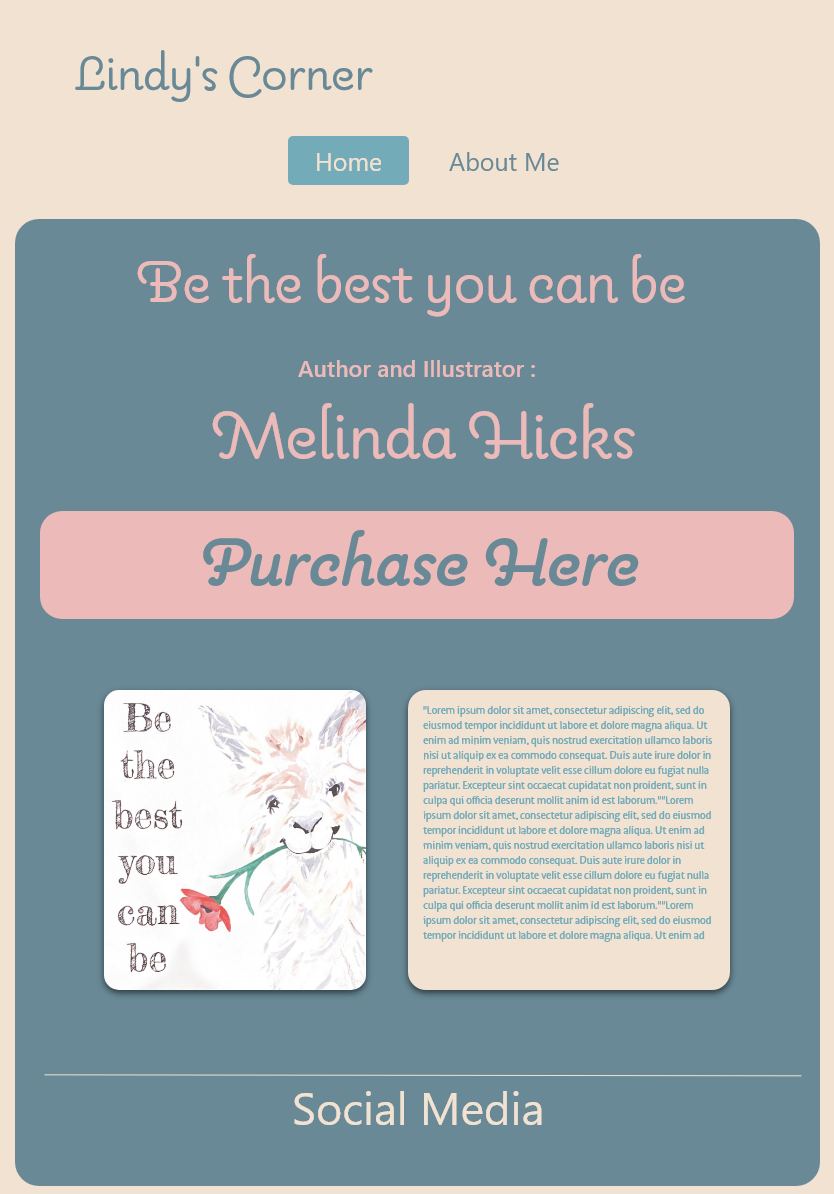 Lindy's Corner
Home
About Me
Be the best you can be
Author and Illustrator :
Melinda Hicks
Purchase Here
Be
the
best
you
can
be
"Lorem ipsum dolor sit amet, consectetur adipiscing elit, sed do
eiusmod tempor incididunt ut labore et dolore magna aliqua. Ut
enim ad minim veniam, quis nostrud exercitation ullamco laboris
nisi ut aliquip ex ea commodo consequat. Duis aute irure dolor in
reprehenderit in voluptate velit esse cillum dolore eu fugiat nulla
pariatur. Excepteur sint occaecat cupidatat non proident, sunt in
culpa qui officia deserunt mollit anim id est laborum.""Lorem
ipsum dolor sit amet, consectetur adipiscing elit, sed do eiusmod
tempor incididunt ut labore et dolore magna aliqua. Ut enim ad
minim veniam, quis nostrud exercitation ullamco laboris nisi ut
aliquip ex ea commodo consequat. Duis aute irure dolor in
reprehenderit in voluptate velit esse cillum dolore eu fugiat nulla
pariatur. Excepteur sint occaecat cupidatat non proident, sunt in
culpa qui officia deserunt mollit anim id est laborum.""Lorem
ipsum dolor sit amet, consectetur adipiscing elit, sed do eiusmod
tempor incididunt ut labore et dolore magna aliqua. Ut enim ad
Social Media